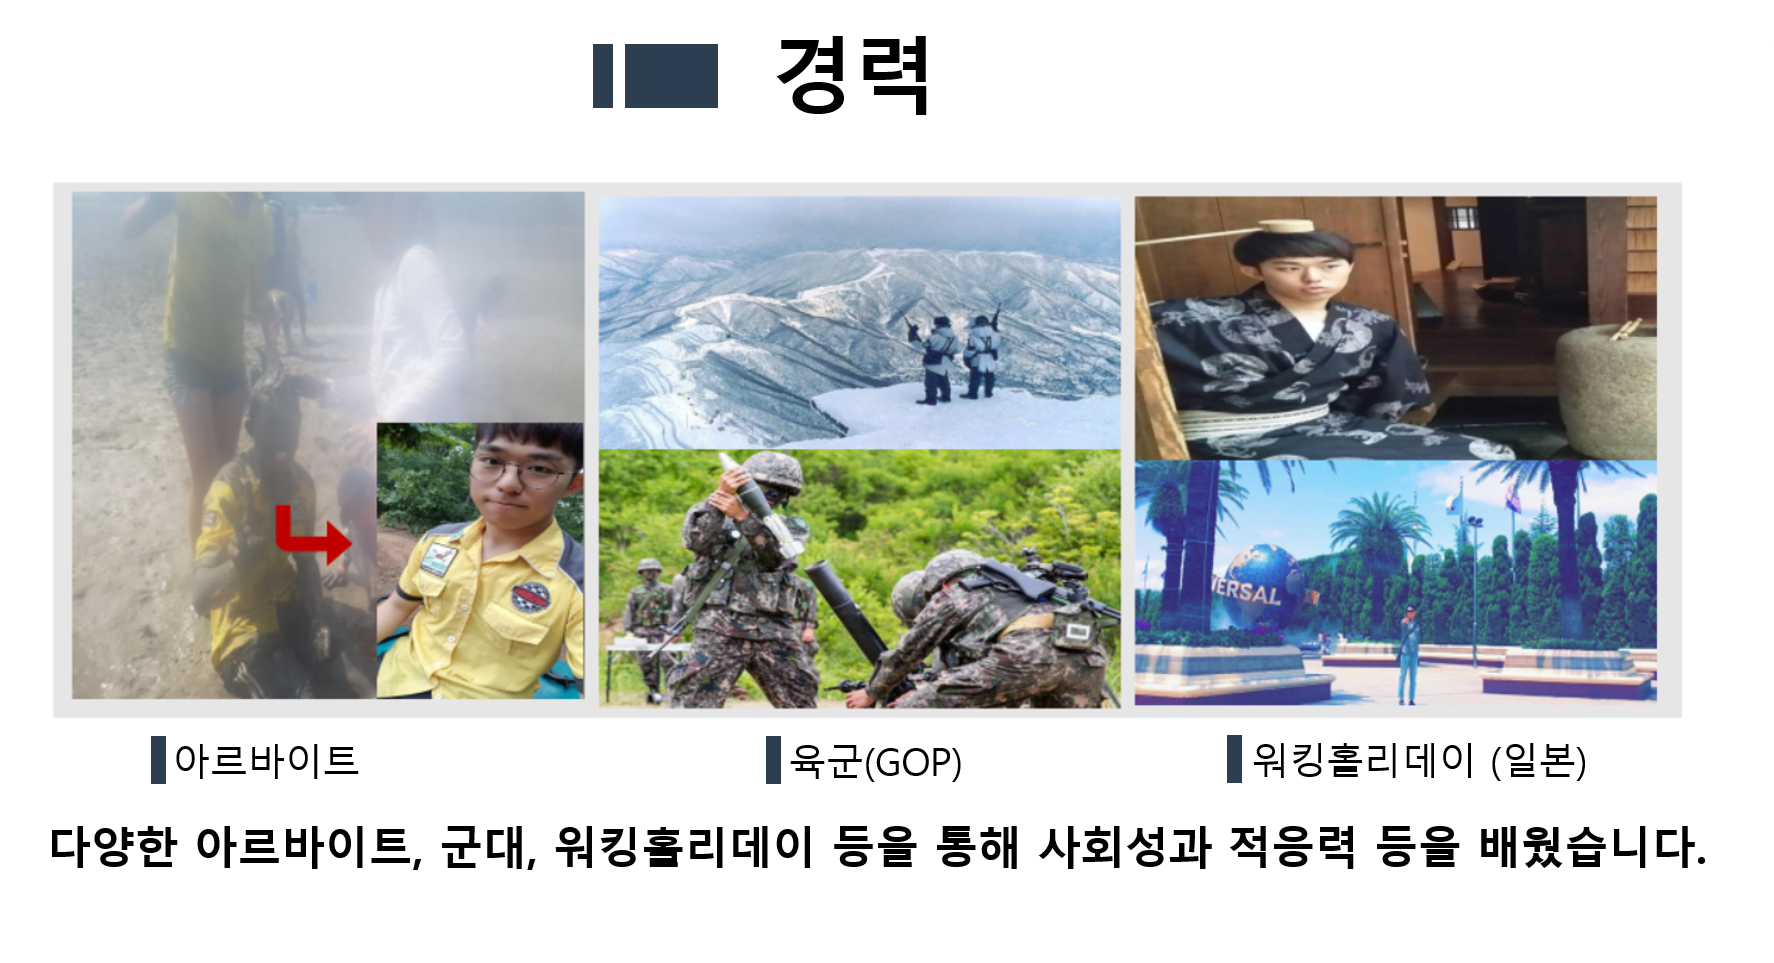 경력
VERSAL
아르바이트
육군(GOP)
워킹홀리데이 (일본)
다양한 아르바이트, 군대, 워킹홀리데이 등을 통해 사회성과 적응력 등을 배웠습니다.